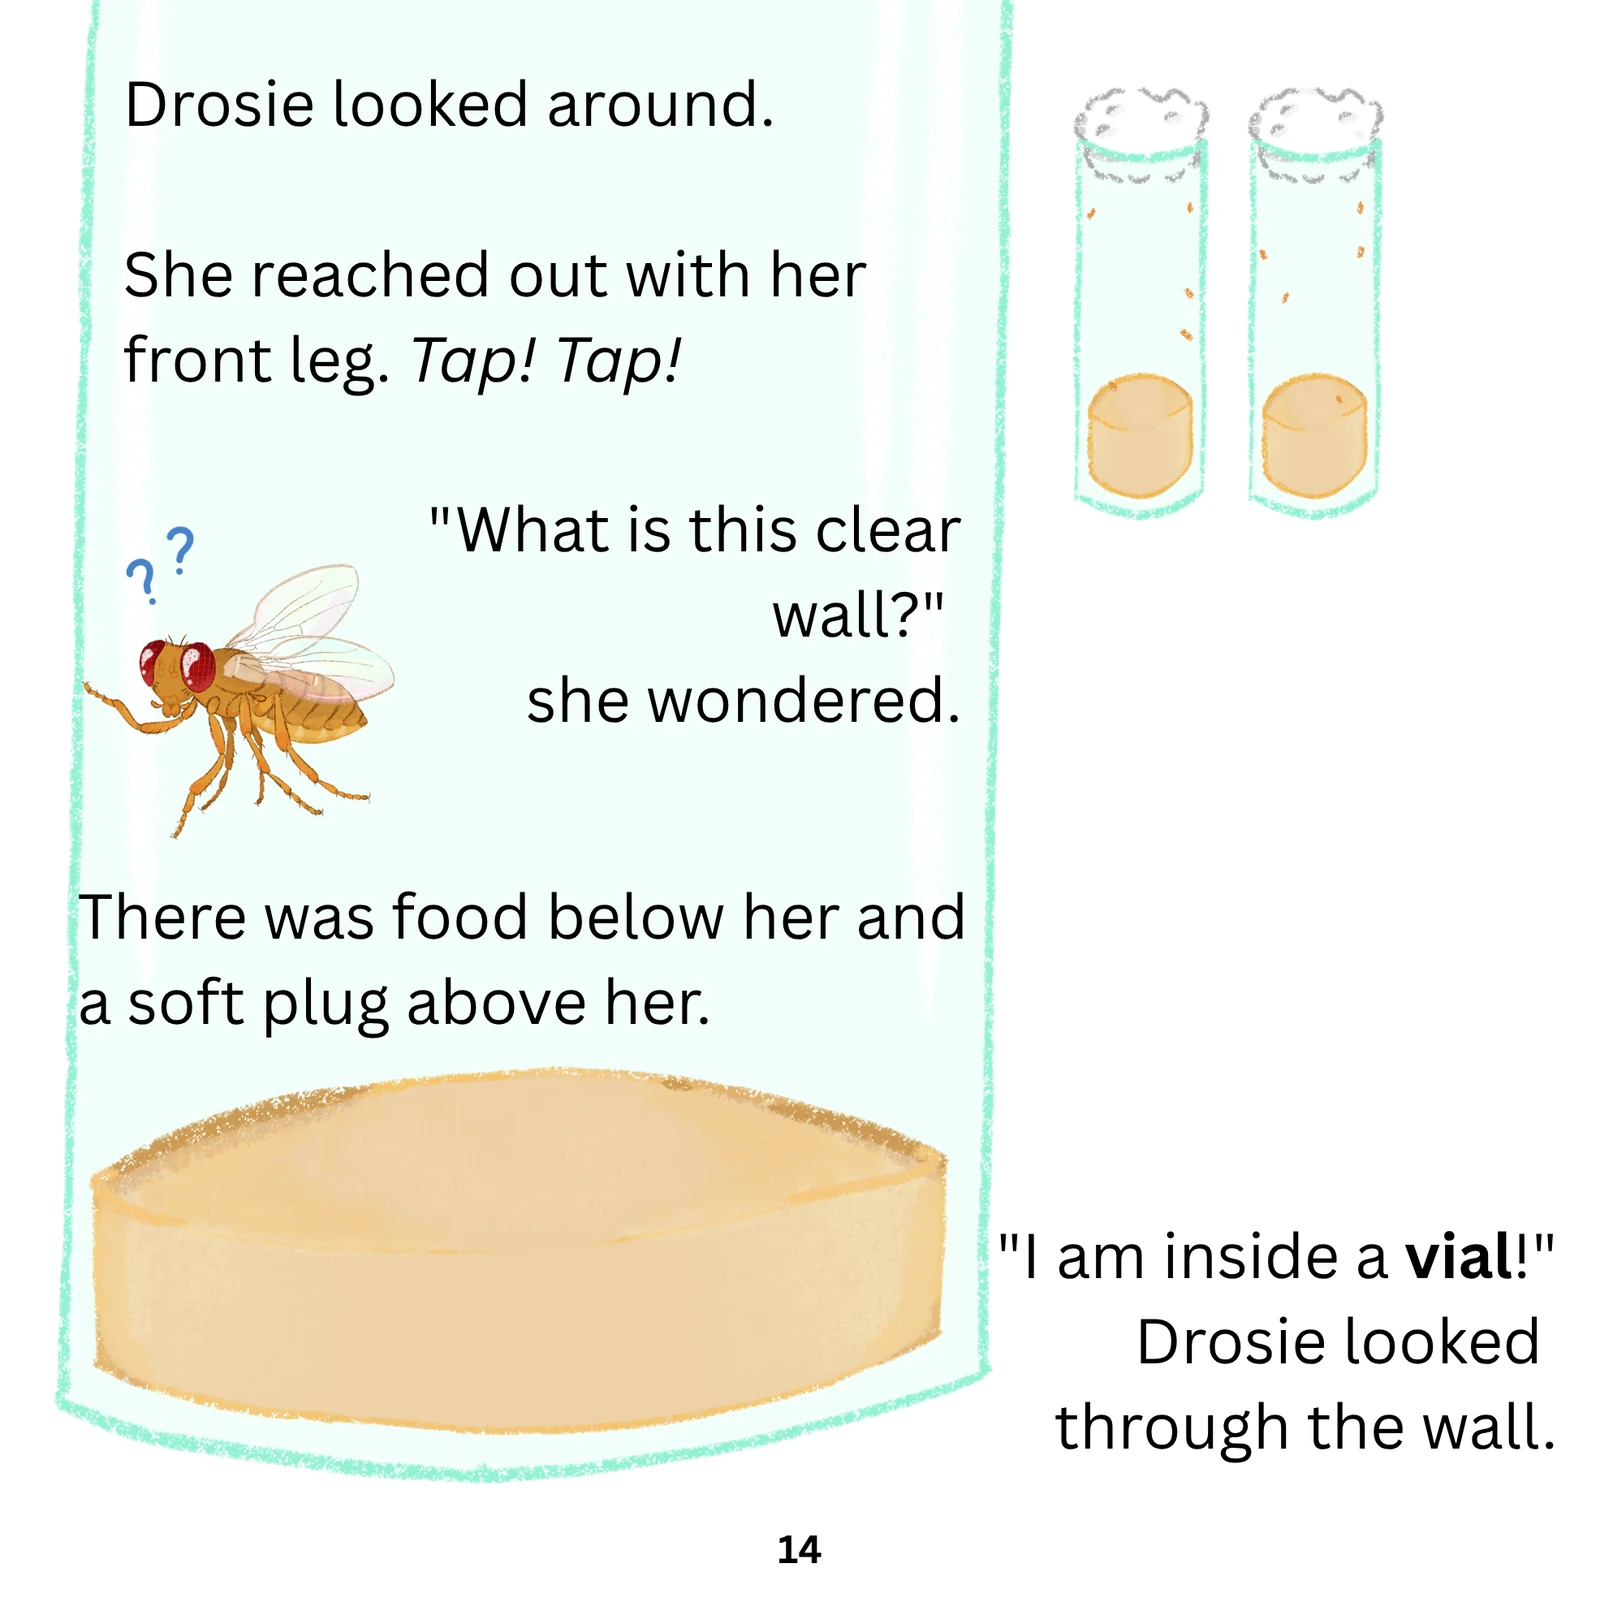 Drosie looked around.
She reached out with her
front leg. Tap! Tap!
? ?
"What is this clear
wall?"
she wondered.
There was food below her and
a soft plug above her.
"I am inside a vial!"
Drosie looked
through the wall.
14